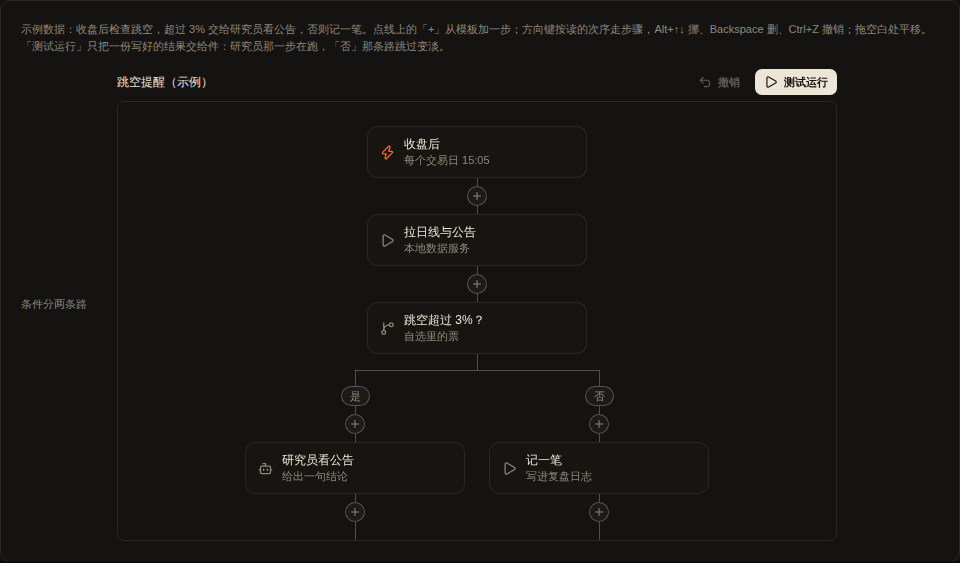 示例数据：收盘后检查跳空，超过 3% 交给研究员看公告，否则记一笔。点线上的「+」从模板加一步；方向键按读的次序走步骤，Alt+↑↓ 挪、Backspace 删、Ctrl+Z 撤销；拖空白处平移。
「测试运行」只把一份写好的结果交给件：研究员那一步在跑，「否」那条路跳过变淡。
跳空提醒（示例）
撤销
测试运行
收盘后
每个交易日 15:05
拉日线与公告
本地数据服务
条件分两条路
跳空超过 3%？
自选里的票
是
否
研究员看公告
给出一句结论
记一笔
写进复盘日志